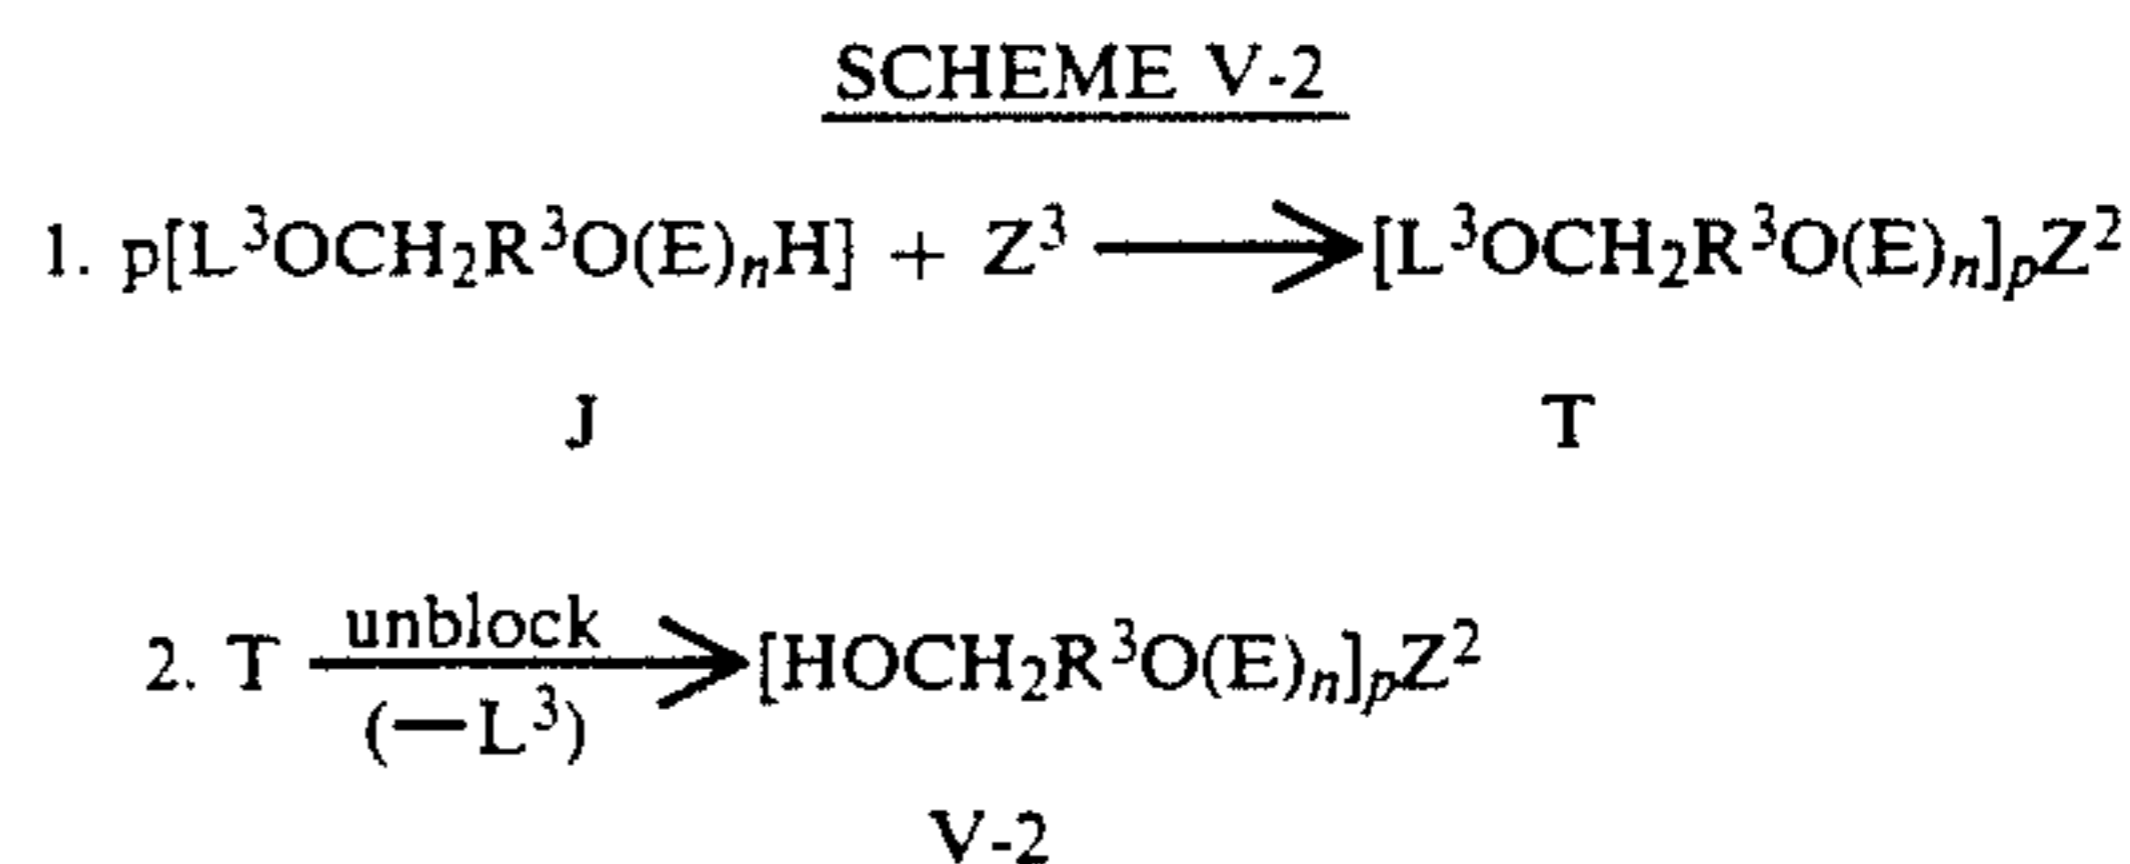 SCHEME V-2
1. p[L³OCH₂R³O(E)ₙH] + Z³ ⟶ [L³OCH₂R³O(E)ₙ]ₚZ²
J T
unblock
2. T ⟶ [HOCH₂R³O(E)ₙ]ₚZ²
(—L³)
V-2